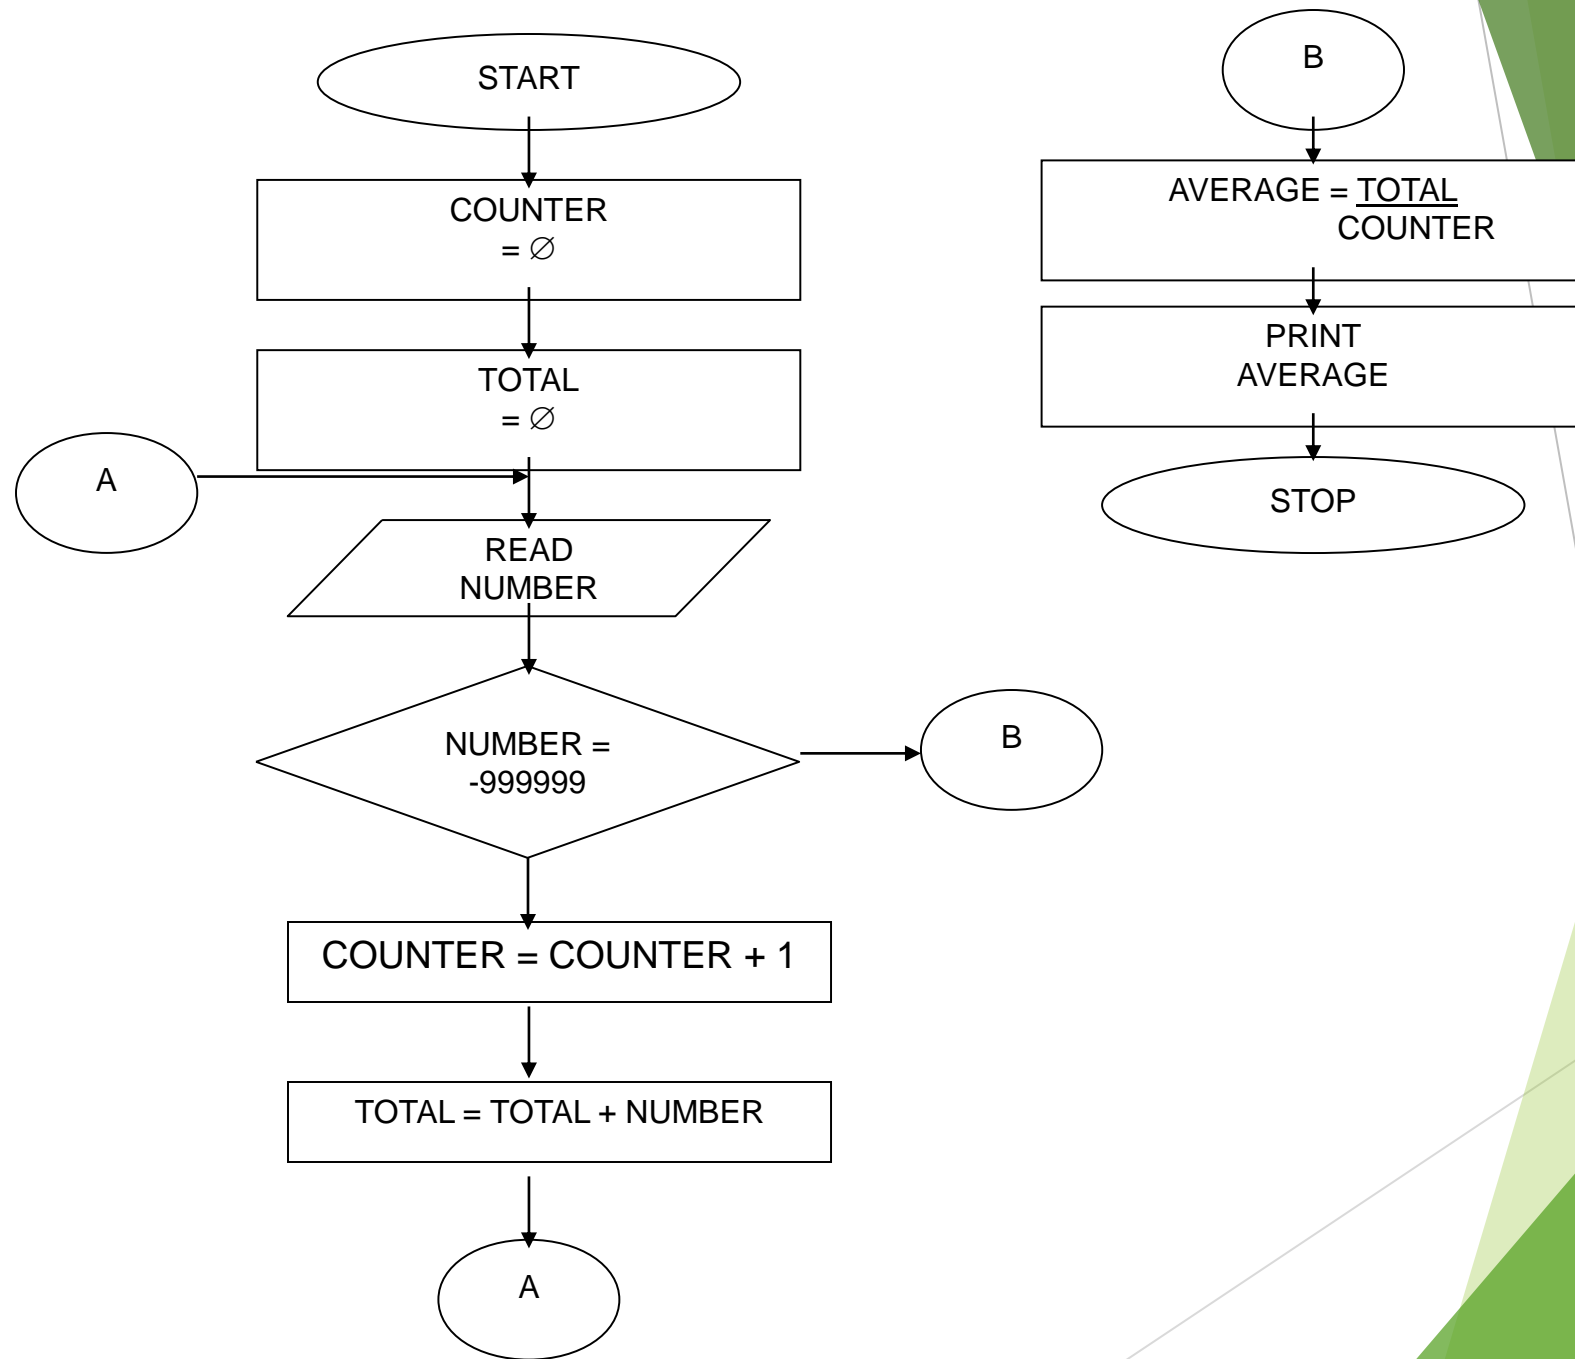 START
COUNTER
= ∅
TOTAL
= ∅
A
READ
NUMBER
NUMBER =
-999999
B
COUNTER = COUNTER + 1
TOTAL = TOTAL + NUMBER
A
B
AVERAGE = TOTAL
COUNTER
PRINT
AVERAGE
STOP